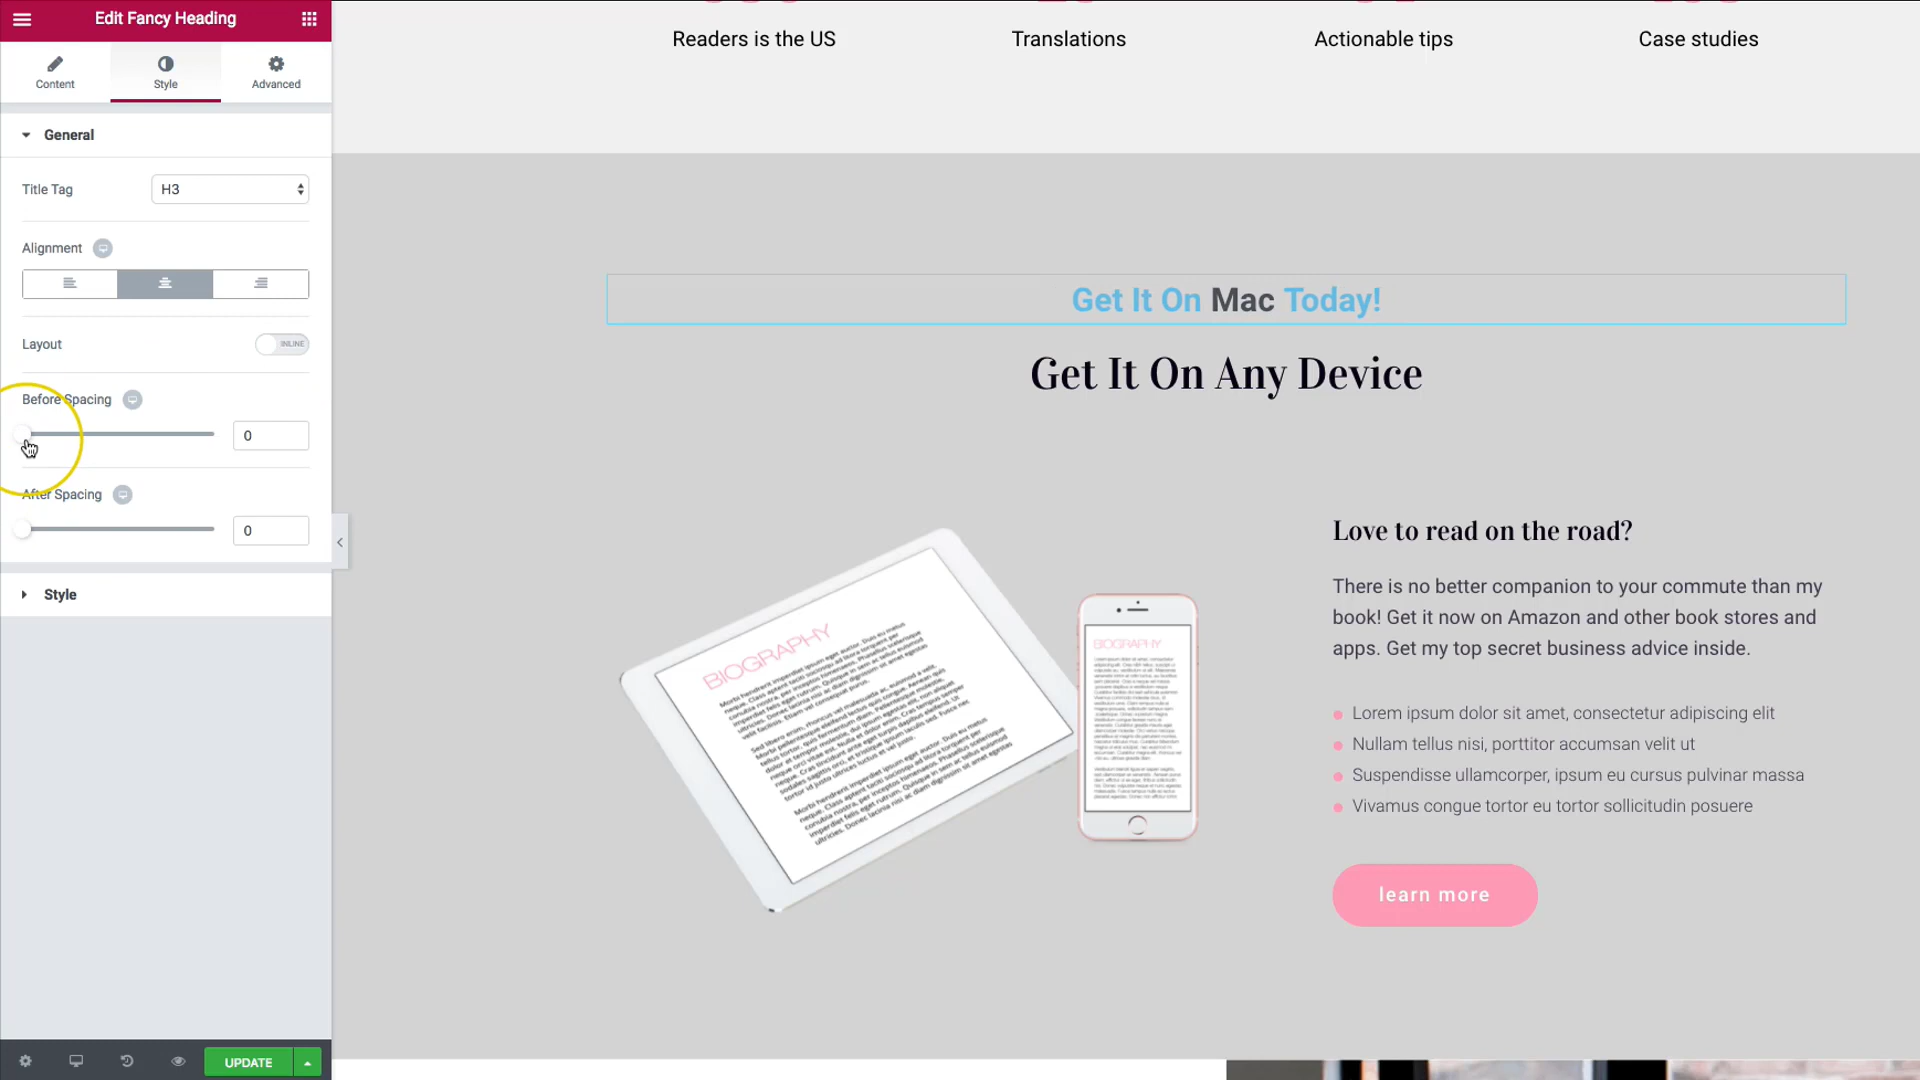 Edit Fancy Heading
Content
Style
Advanced
General
Title Tag
H3
Alignment
Layout
INLINE
Before Spacing
0
After Spacing
0
Style
UPDATE
Readers is the US
Translations
Actionable tips
Case studies
Get It On Mac Today!
Get It On Any Device
BIOGRAPHY
BIOGRAPHY
Love to read on the road?
There is no better companion to your commute than my
book! Get it now on Amazon and other book stores and
apps. Get my top secret business advice inside.
Lorem ipsum dolor sit amet, consectetur adipiscing elit
Nullam tellus nisi, porttitor accumsan velit ut
Suspendisse ullamcorper, ipsum eu cursus pulvinar massa
Vivamus congue tortor eu tortor sollicitudin posuere
learn more